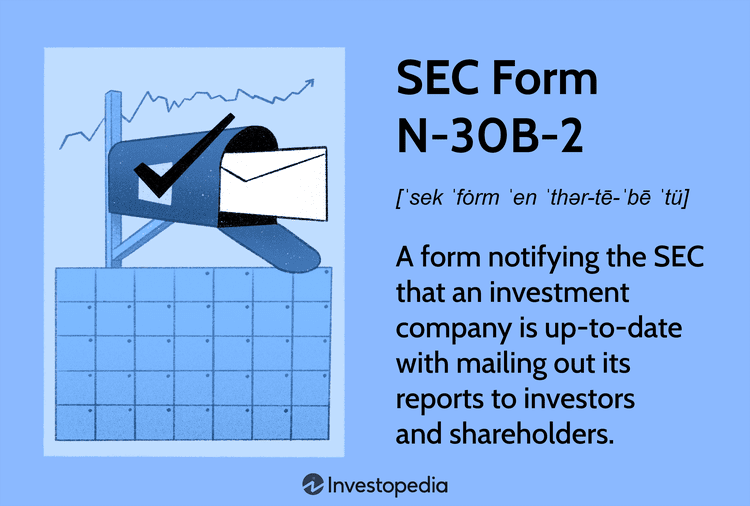 SEC Form
N-30B-2
[ˈsek ˈfȯrm ˈen ˈthər-tē-ˈbē ˈtü]
A form notifying the SEC
that an investment
company is up-to-date
with mailing out its
reports to investors
and shareholders.
Investopedia